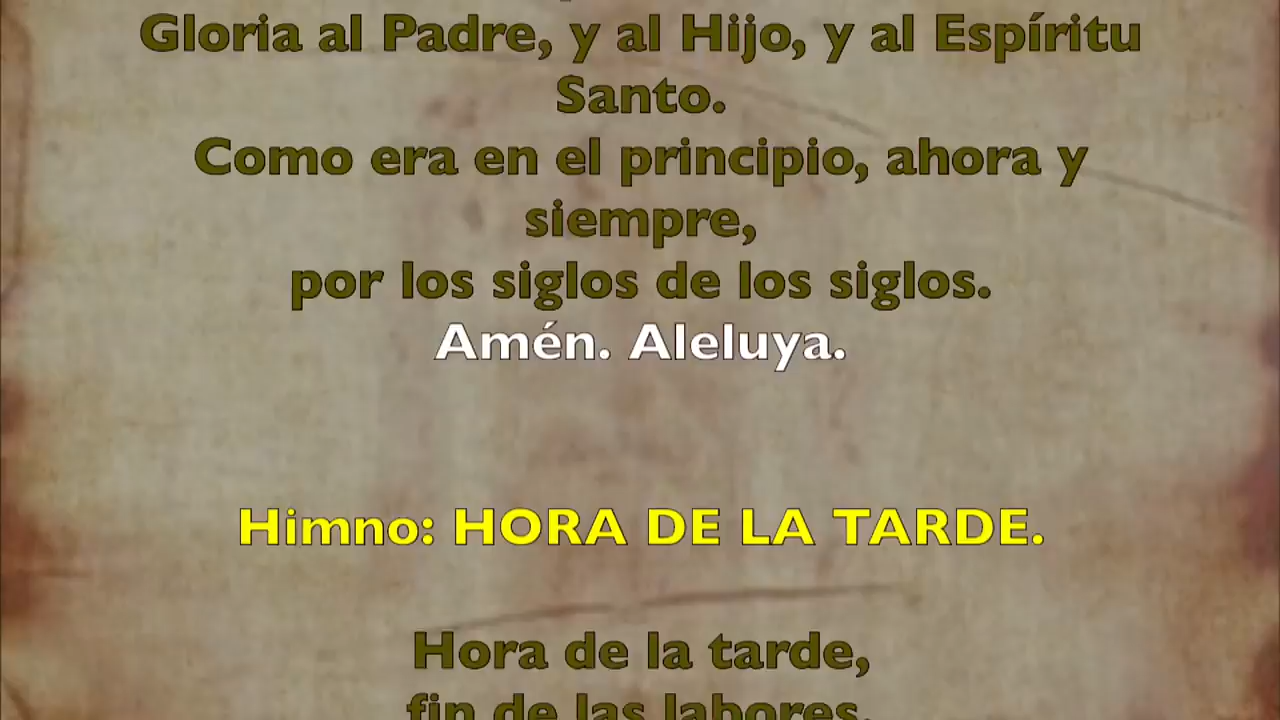 Gloria al Padre, y al Hijo, y al Espíritu
Santo.
Como era en el principio, ahora y
siempre,
por los siglos de los siglos.
Amén. Aleluya.
Himno: HORA DE LA TARDE.
Hora de la tarde,
fin de las labores.